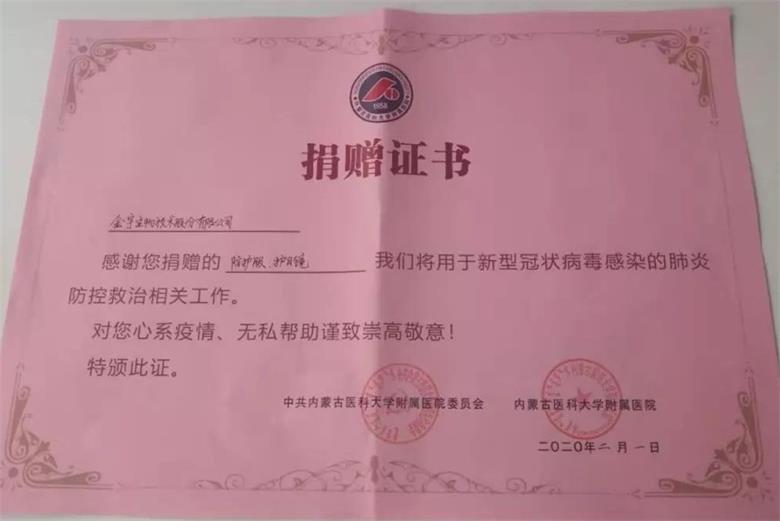 1958
捐赠证书
金宇生物技术股份有限公司
感谢您捐赠的 防护服、护目镜 我们将用于新型冠状病毒感染的肺炎
防控救治相关工作。
对您心系疫情、无私帮助谨致崇高敬意!
特颁此证。
中共内蒙古医科大学附属医院委员会 内蒙古医科大学附属医院
二〇二〇年二月一日